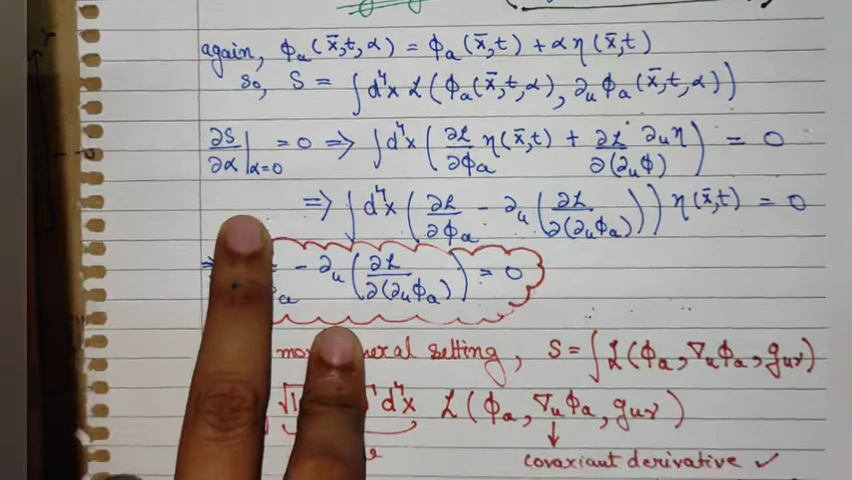 again, ϕₐ(x̄,t,α) = ϕₐ(x̄,t) + αη(x̄,t)
so, S = ∫d⁴x ℒ(ϕₐ(x̄,t,α), ∂ᵤϕₐ(x̄,t,α))
∂S/∂α|α=0 = 0 ⇒ ∫d⁴x (∂ℒ/∂ϕₐ η(x̄,t) + ∂ℒ/∂(∂ᵤϕ) ∂ᵤη) = 0
⇒ ∫d⁴x (∂ℒ/∂ϕₐ - ∂ᵤ(∂ℒ/∂(∂ᵤϕₐ))) η(x̄,t) = 0
- ∂ᵤ(∂ℒ/∂(∂ᵤϕₐ)) = 0
setting, S = ∫ℒ(ϕₐ, ∇ᵤϕₐ, gᵤᵥ)
d⁴x ℒ(ϕₐ, ∇ᵤϕₐ, gᵤᵥ)
↓
covariant derivative ✓